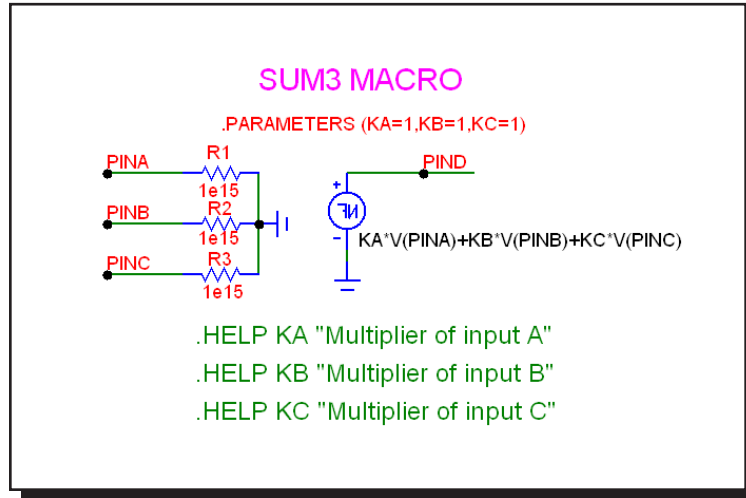 SUM3 MACRO
.PARAMETERS (KA=1,KB=1,KC=1)
PINA
R1
1e15
PINB
R2
1e15
PINC
R3
1e15
PIND
+
NF
-
KA*V(PINA)+KB*V(PINB)+KC*V(PINC)
.HELP KA "Multiplier of input A"
.HELP KB "Multiplier of input B"
.HELP KC "Multiplier of input C"